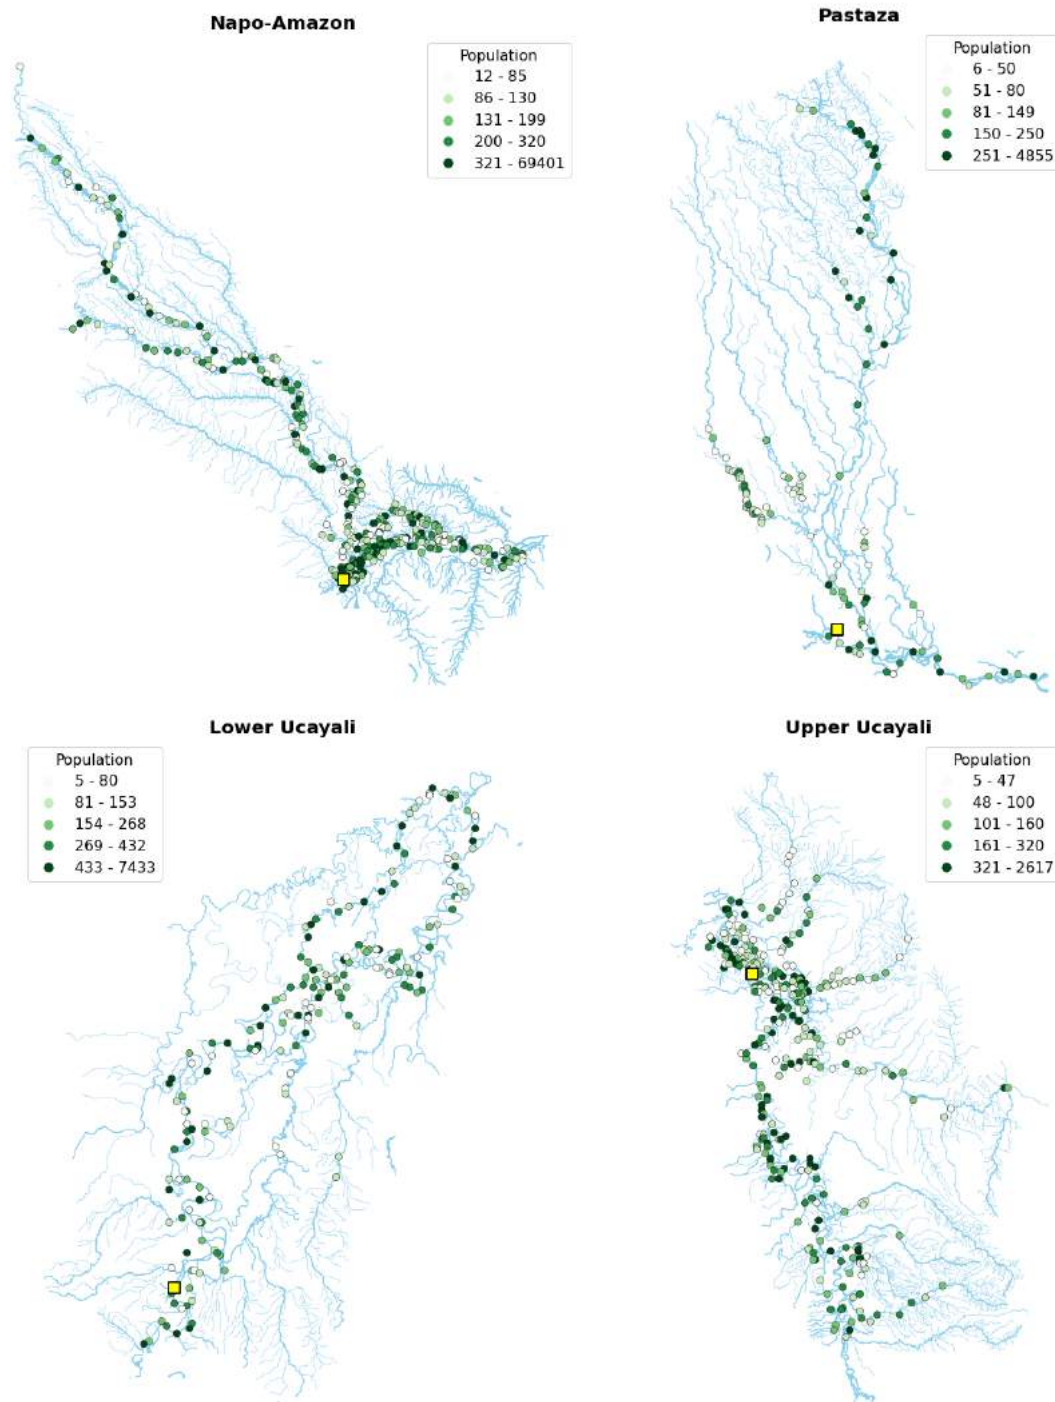 Napo-Amazon
Population
12 - 85
86 - 130
131 - 199
200 - 320
321 - 69401
Pastaza
Population
6 - 50
51 - 80
81 - 149
150 - 250
251 - 4855
Lower Ucayali
Population
5 - 80
81 - 153
154 - 268
269 - 432
433 - 7433
Upper Ucayali
Population
5 - 47
48 - 100
101 - 160
161 - 320
321 - 2617